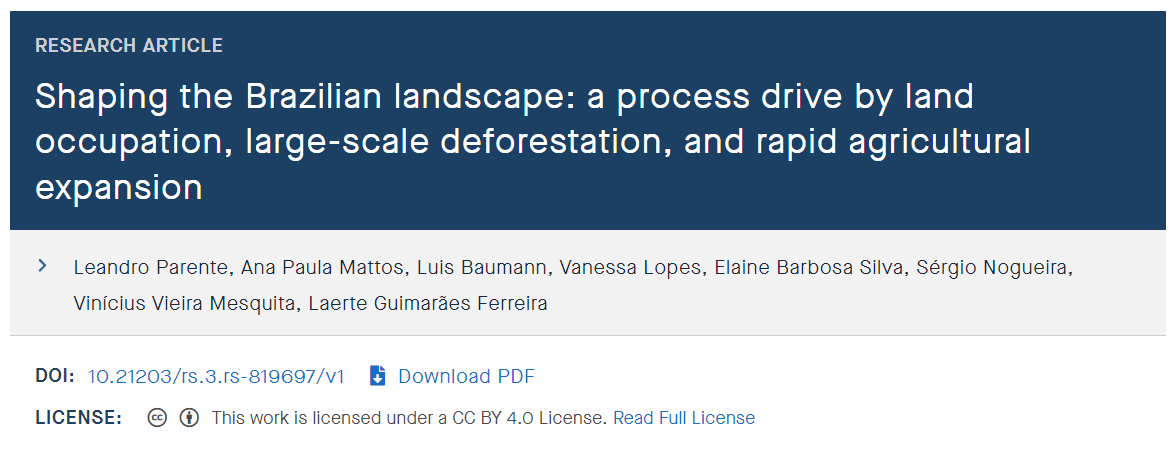 RESEARCH ARTICLE
Shaping the Brazilian landscape: a process drive by land
occupation, large-scale deforestation, and rapid agricultural
expansion
Leandro Parente, Ana Paula Mattos, Luis Baumann, Vanessa Lopes, Elaine Barbosa Silva, Sérgio Nogueira,
Vinícius Vieira Mesquita, Laerte Guimarães Ferreira
DOI: 10.21203/rs.3.rs-819697/v1 Download PDF
LICENSE: cc This work is licensed under a CC BY 4.0 License. Read Full License